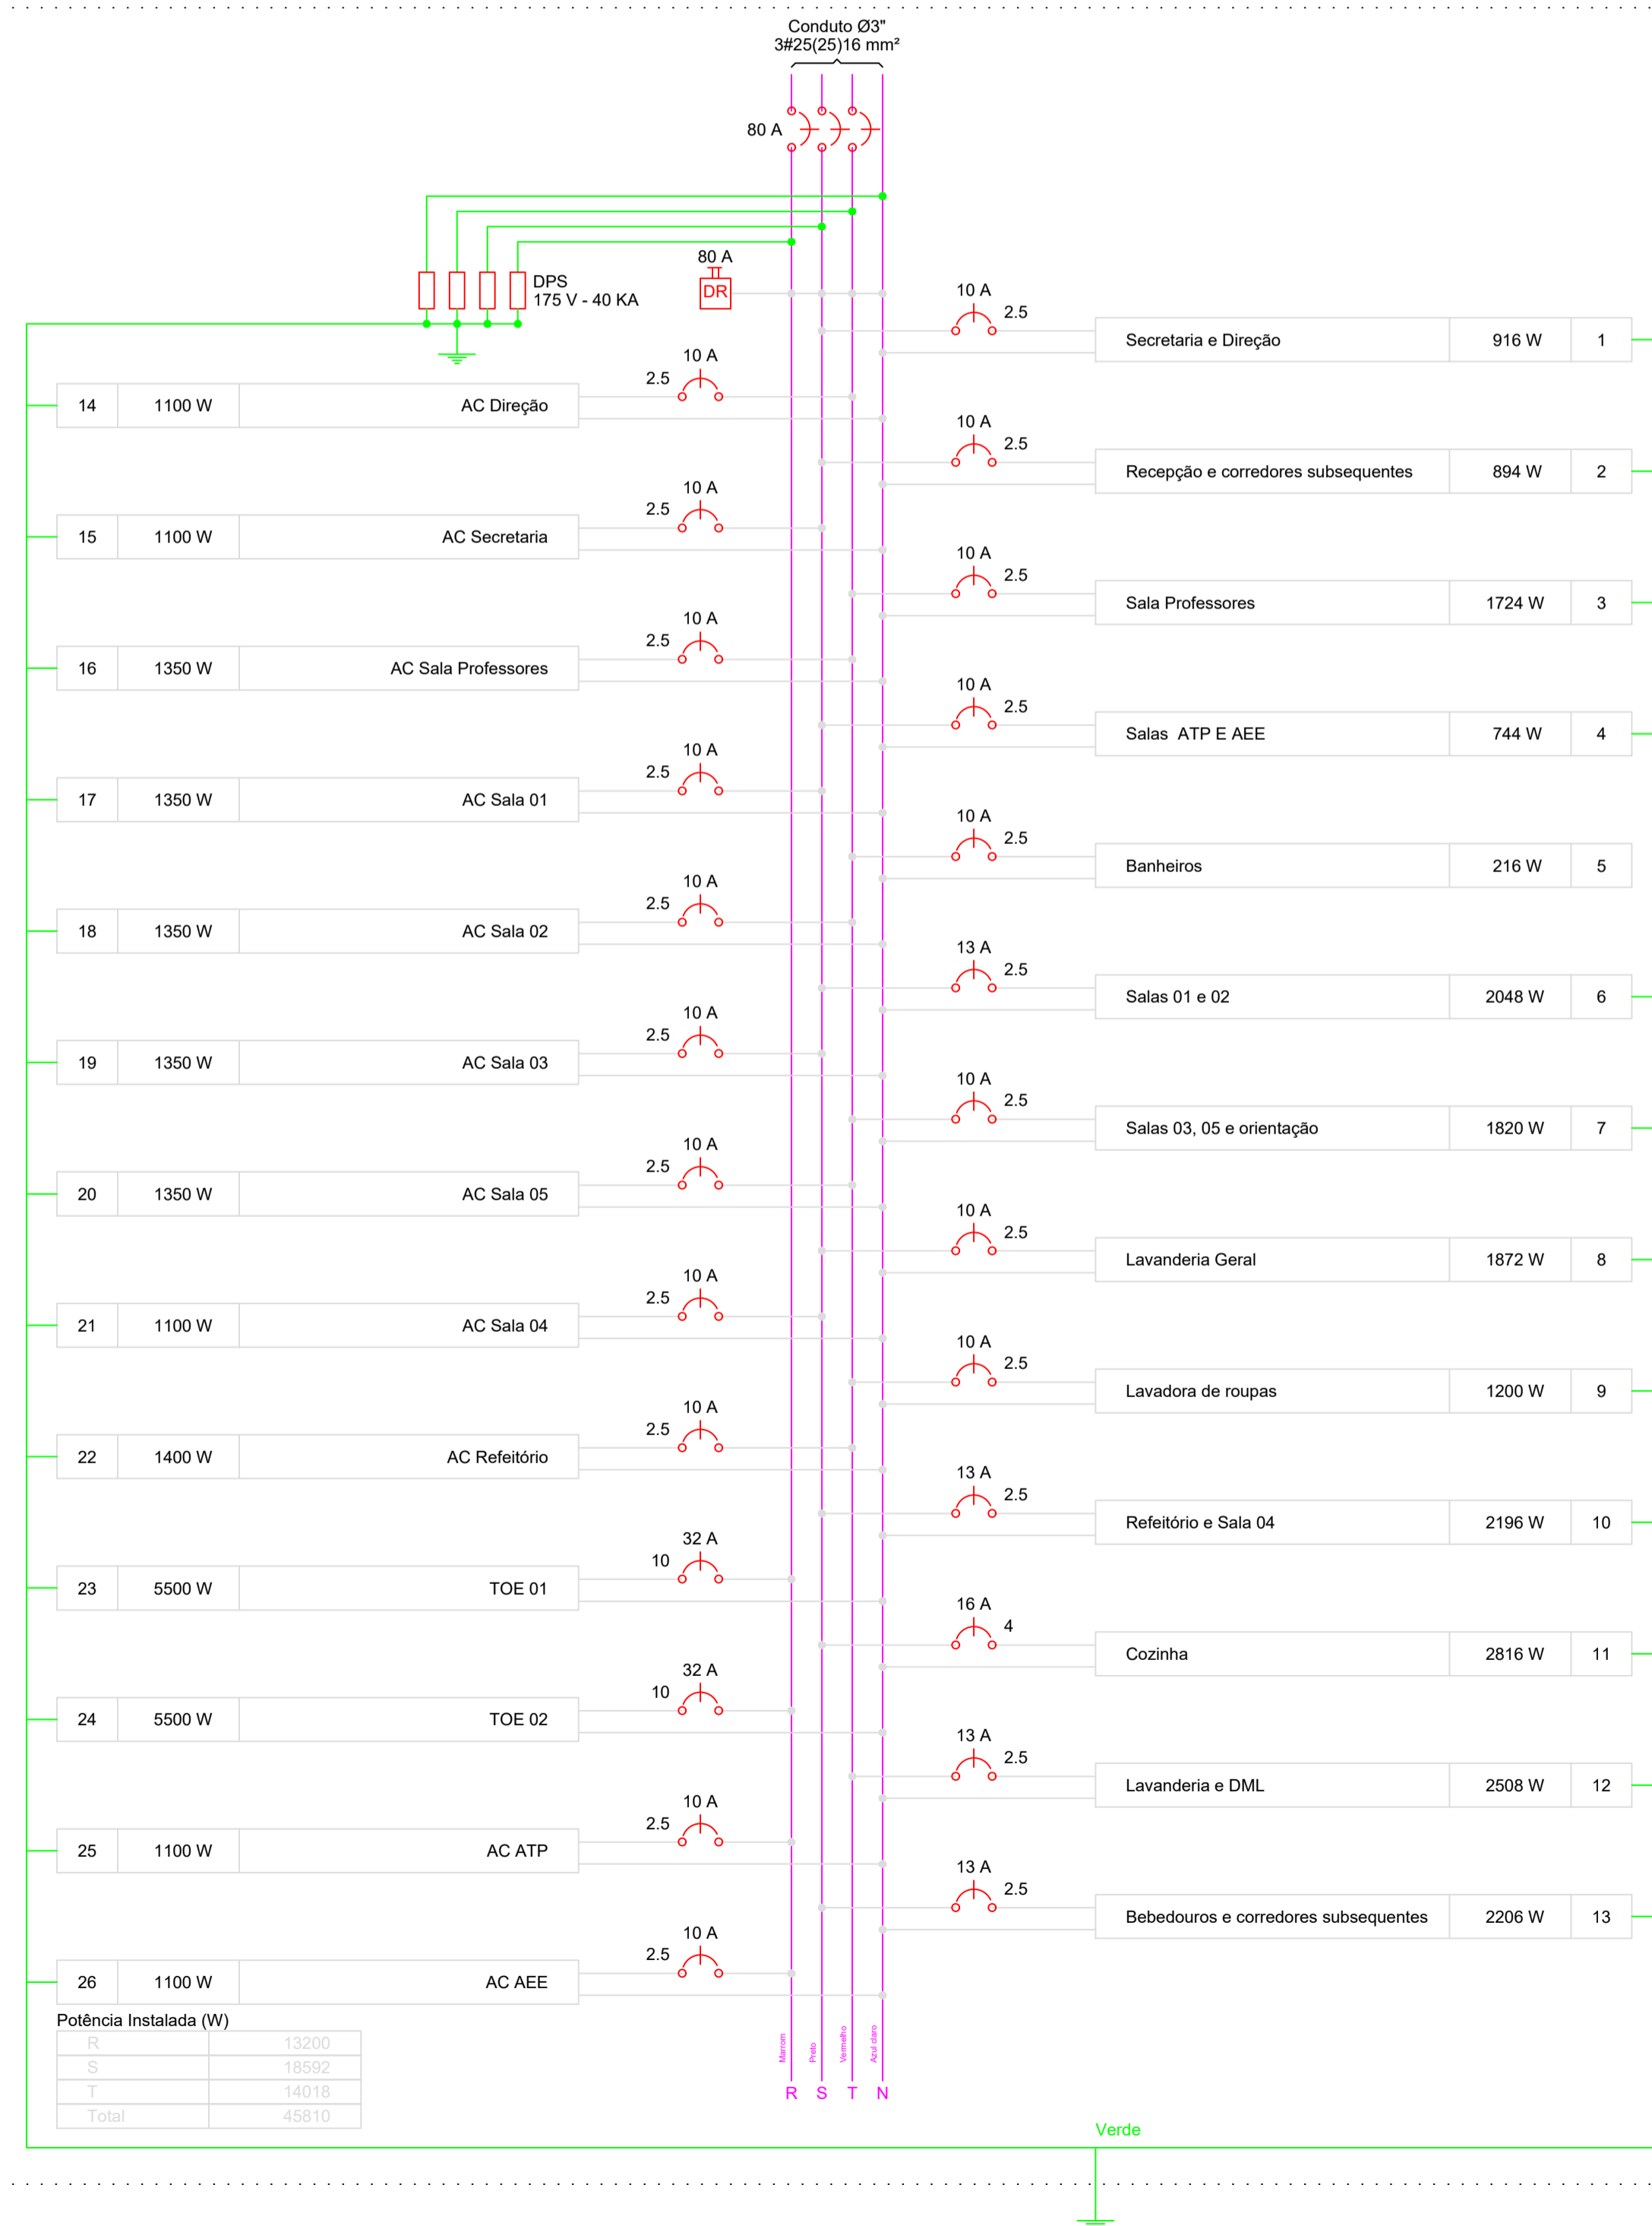 Conduto Ø3"
3#25(25)16 mm²
80 A
DPS
175 V - 40 KA
80 A
DR
10 A
2.5
Secretaria e Direção 916 W 1
10 A
2.5
14 1100 W AC Direção
10 A
2.5
Recepção e corredores subsequentes 894 W 2
10 A
2.5
15 1100 W AC Secretaria
10 A
2.5
Sala Professores 1724 W 3
10 A
2.5
16 1350 W AC Sala Professores
10 A
2.5
Salas ATP E AEE 744 W 4
10 A
2.5
17 1350 W AC Sala 01
10 A
2.5
Banheiros 216 W 5
10 A
2.5
18 1350 W AC Sala 02
13 A
2.5
Salas 01 e 02 2048 W 6
10 A
2.5
19 1350 W AC Sala 03
10 A
2.5
Salas 03, 05 e orientação 1820 W 7
10 A
2.5
20 1350 W AC Sala 05
10 A
2.5
Lavanderia Geral 1872 W 8
10 A
2.5
21 1100 W AC Sala 04
10 A
2.5
Lavadora de roupas 1200 W 9
10 A
2.5
22 1400 W AC Refeitório
13 A
2.5
Refeitório e Sala 04 2196 W 10
32 A
10
23 5500 W TOE 01
16 A
4
Cozinha 2816 W 11
32 A
10
24 5500 W TOE 02
13 A
2.5
Lavanderia e DML 2508 W 12
10 A
2.5
25 1100 W AC ATP
13 A
2.5
Bebedouros e corredores subsequentes 2206 W 13
10 A
2.5
26 1100 W AC AEE
Potência Instalada (W)
R 13200
S 18592
T 14018
Total 45810
Marrom
Preto
Vermelho
Azul claro
R S T N
Verde